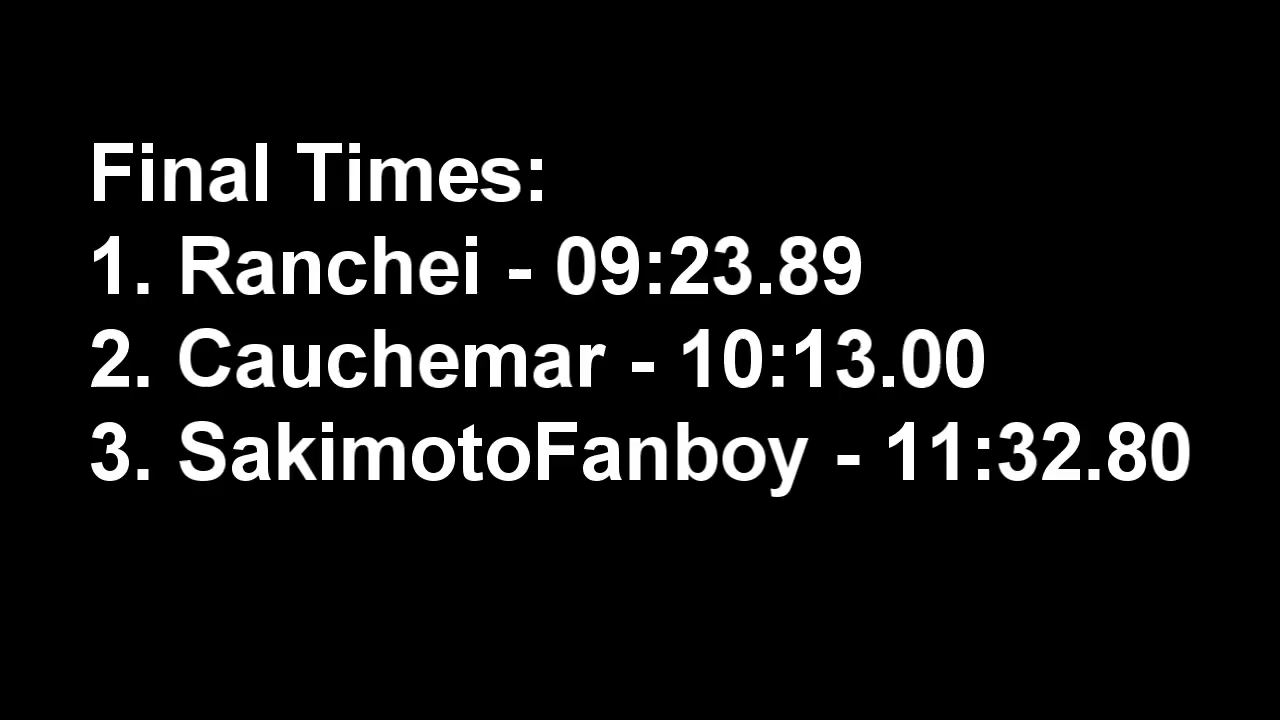 Final Times:
1. Ranchei - 09:23.89
2. Cauchemar - 10:13.00
3. SakimotoFanboy - 11:32.80